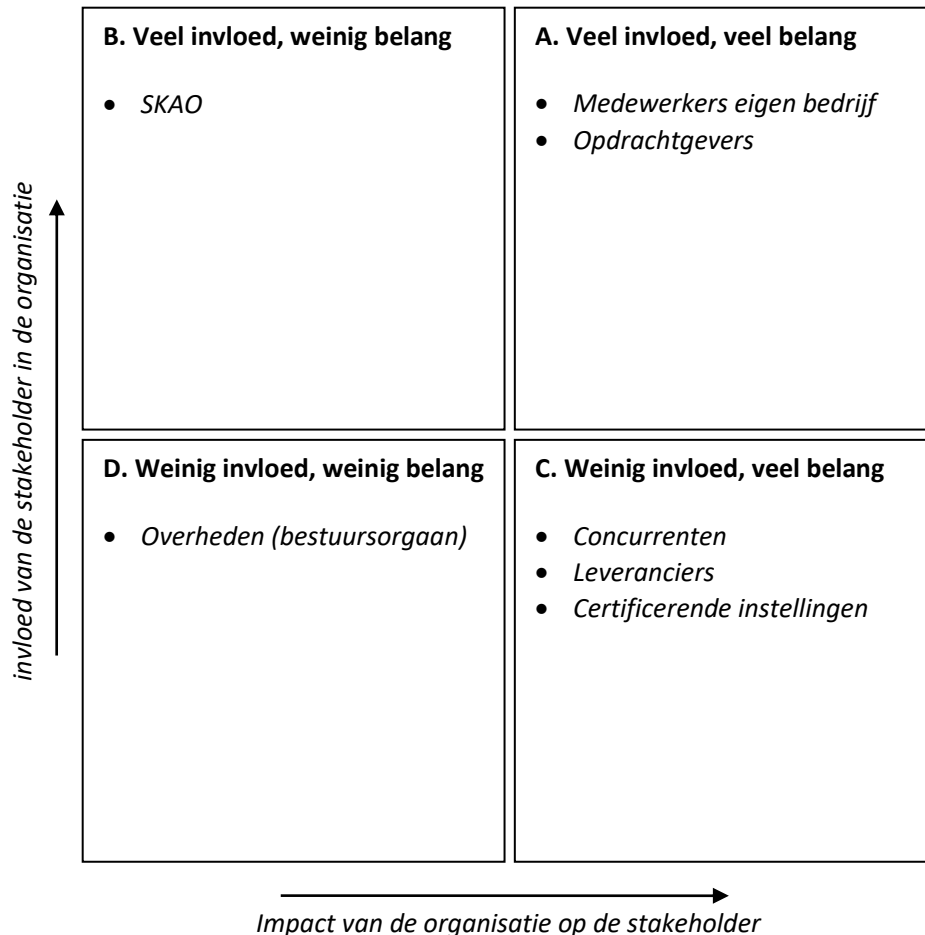 B. Veel invloed, weinig belang
• SKAO
A. Veel invloed, veel belang
• Medewerkers eigen bedrijf
• Opdrachtgevers
invloed van de stakeholder in de organisatie
D. Weinig invloed, weinig belang
• Overheden (bestuursorgaan)
C. Weinig invloed, veel belang
• Concurrenten
• Leveranciers
• Certificerende instellingen
Impact van de organisatie op de stakeholder